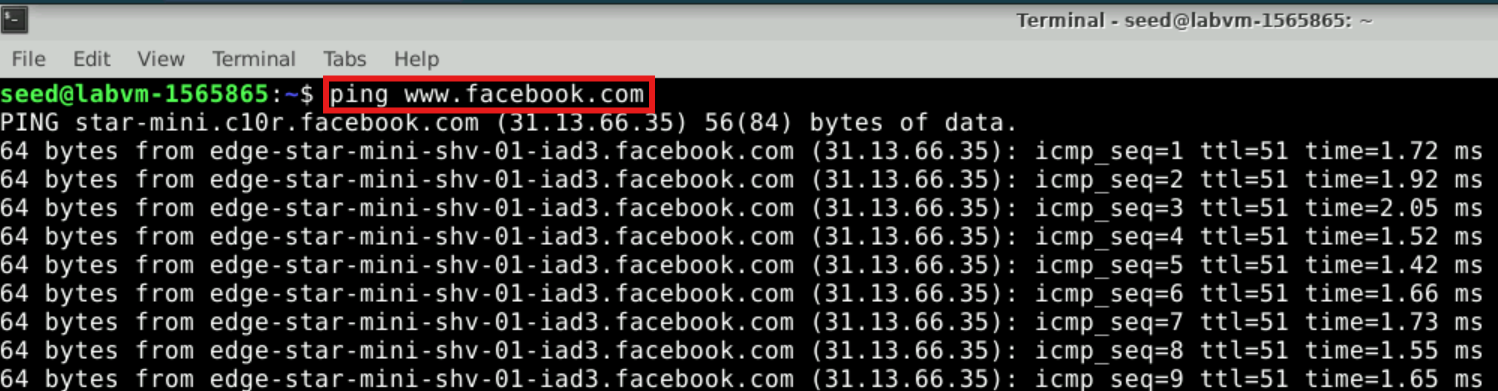 Terminal - seed@labvm-1565865: ~
File Edit View Terminal Tabs Help
seed@labvm-1565865:~$ ping www.facebook.com
PING star-mini.c10r.facebook.com (31.13.66.35) 56(84) bytes of data.
64 bytes from edge-star-mini-shv-01-iad3.facebook.com (31.13.66.35): icmp_seq=1 ttl=51 time=1.72 ms
64 bytes from edge-star-mini-shv-01-iad3.facebook.com (31.13.66.35): icmp_seq=2 ttl=51 time=1.92 ms
64 bytes from edge-star-mini-shv-01-iad3.facebook.com (31.13.66.35): icmp_seq=3 ttl=51 time=2.05 ms
64 bytes from edge-star-mini-shv-01-iad3.facebook.com (31.13.66.35): icmp_seq=4 ttl=51 time=1.52 ms
64 bytes from edge-star-mini-shv-01-iad3.facebook.com (31.13.66.35): icmp_seq=5 ttl=51 time=1.42 ms
64 bytes from edge-star-mini-shv-01-iad3.facebook.com (31.13.66.35): icmp_seq=6 ttl=51 time=1.66 ms
64 bytes from edge-star-mini-shv-01-iad3.facebook.com (31.13.66.35): icmp_seq=7 ttl=51 time=1.73 ms
64 bytes from edge-star-mini-shv-01-iad3.facebook.com (31.13.66.35): icmp_seq=8 ttl=51 time=1.55 ms
64 bytes from edge-star-mini-shv-01-iad3.facebook.com (31.13.66.35): icmp_seq=9 ttl=51 time=1.65 ms